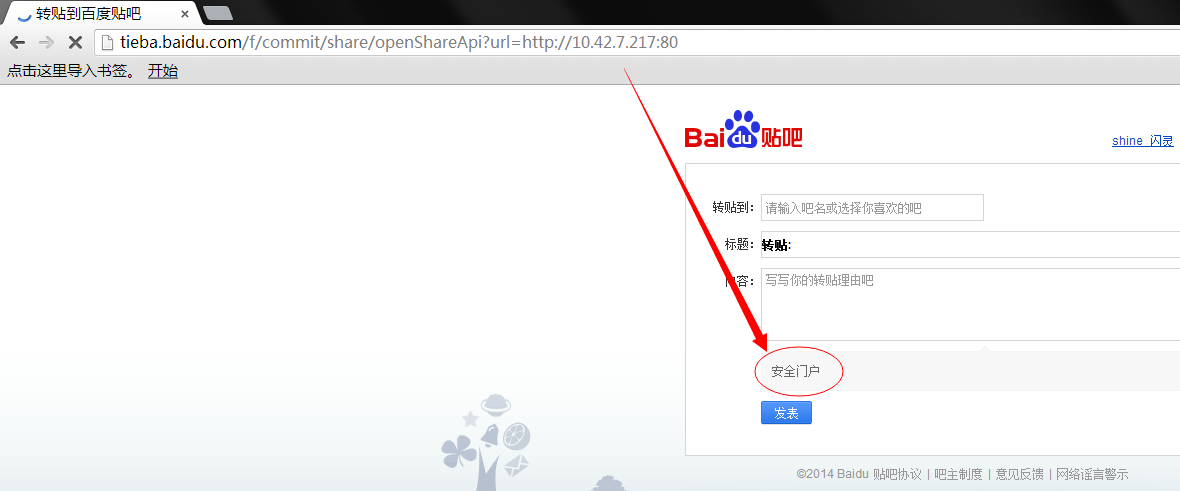 转贴到百度贴吧
tieba.baidu.com/f/commit/share/openShareApi?url=http://10.42.7.217:80
点击这里导入书签。 开始
Bai du 贴吧
shine_闪灵
转贴到： 请输入吧名或选择你喜欢的吧
标题： 转贴:
内容： 写写你的转贴理由吧
安全门户
发表
©2014 Baidu 贴吧协议 | 吧主制度 | 意见反馈 | 网络谣言警示